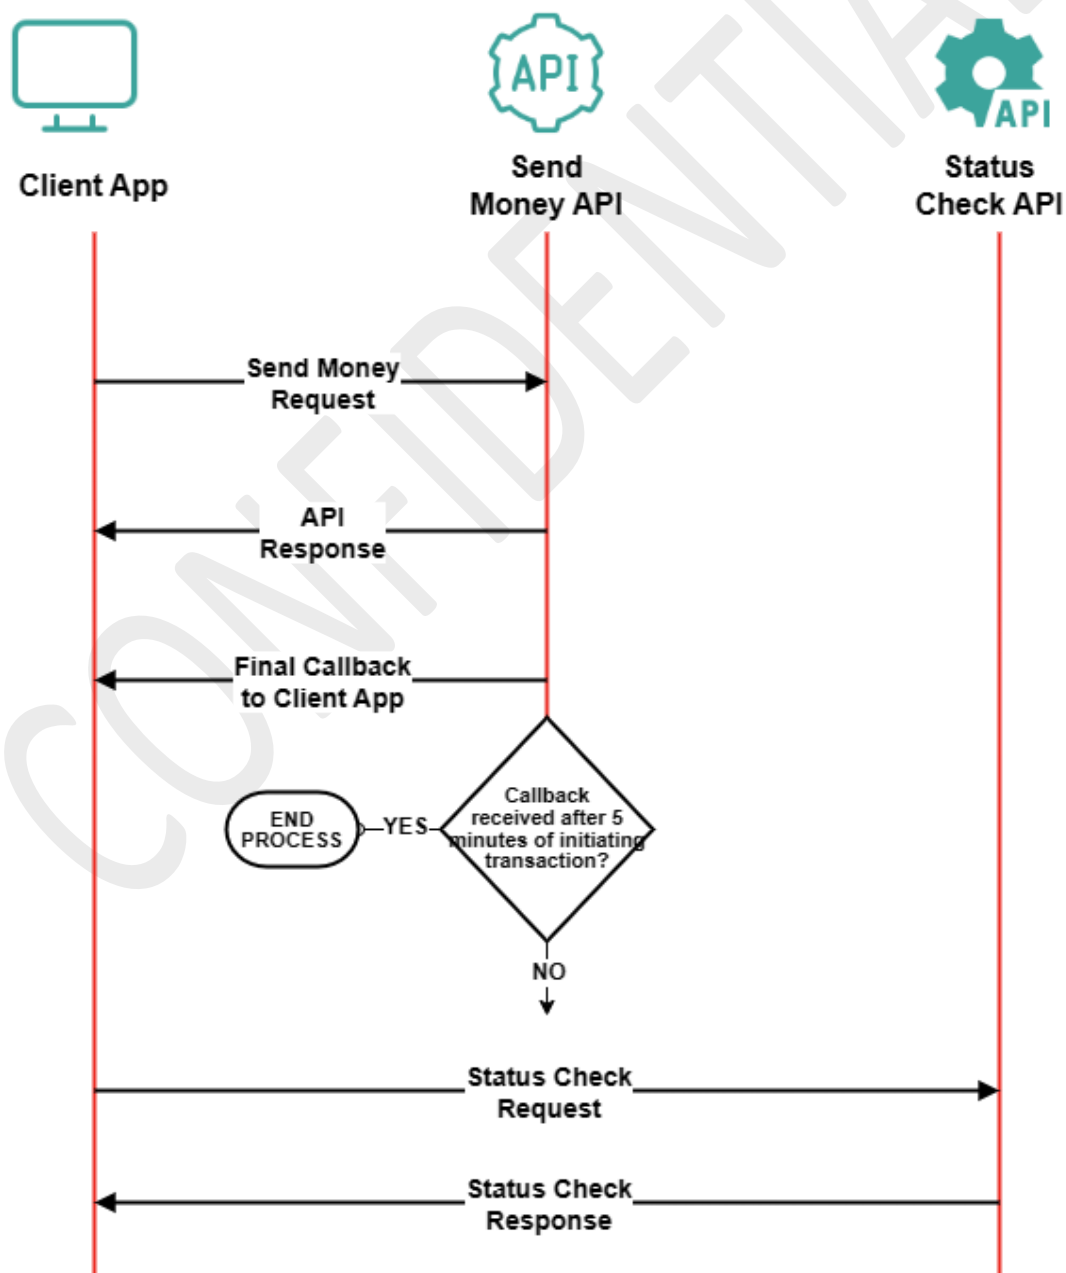 API
API
Client App
Send
Money API
Status
Check API
Send Money
Request
API
Response
Final Callback
to Client App
Callback
received after 5
minutes of initiating
transaction?
END
PROCESS
YES
NO
Status Check
Request
Status Check
Response
CONFIDENTIA